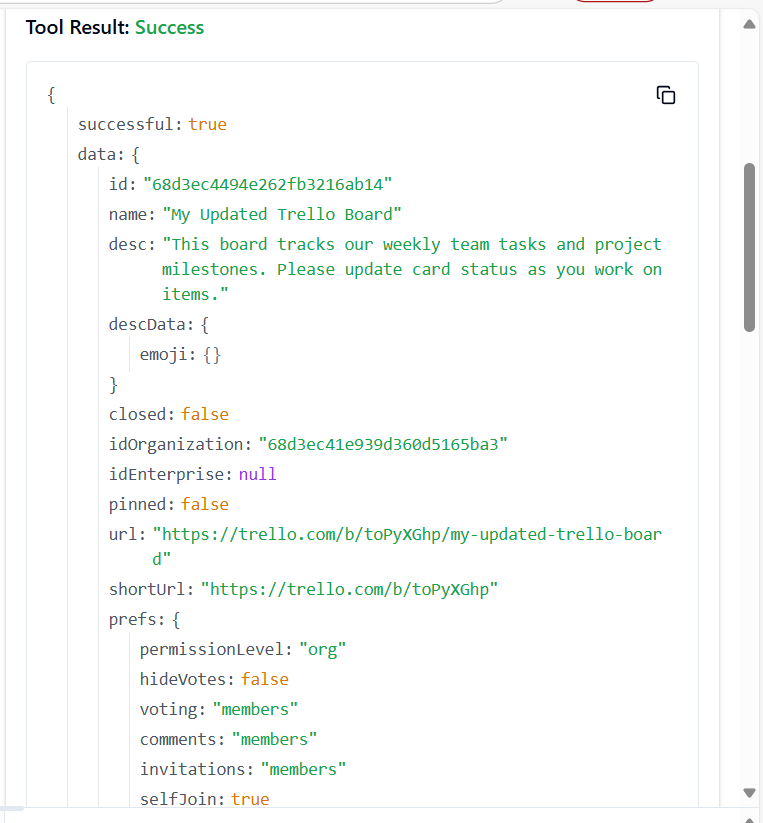 Tool Result: Success
{
successful: true
data: {
id: "68d3ec4494e262fb3216ab14"
name: "My Updated Trello Board"
desc: "This board tracks our weekly team tasks and project
milestones. Please update card status as you work on
items."
descData: {
emoji: {}
}
closed: false
idOrganization: "68d3ec41e939d360d5165ba3"
idEnterprise: null
pinned: false
url: "https://trello.com/b/toPyXGhp/my-updated-trello-boar
d"
shortUrl: "https://trello.com/b/toPyXGhp"
prefs: {
permissionLevel: "org"
hideVotes: false
voting: "members"
comments: "members"
invitations: "members"
selfJoin: true